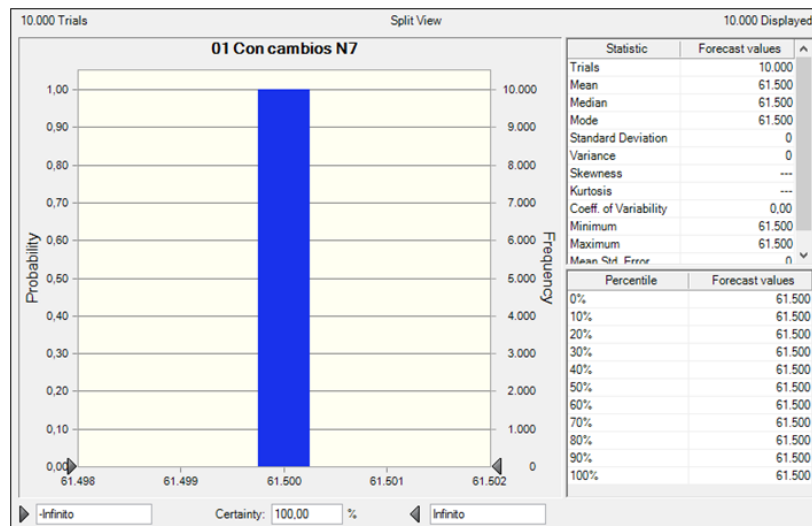 10.000 Trials Split View 10.000 Displayed
01 Con cambios N7
Statistic Forecast values
Trials 10.000
Mean 61.500
Median 61.500
Mode 61.500
Standard Deviation 0
Variance 0
Skewness ---
Kurtosis ---
Coeff. of Variability 0,00
Minimum 61.500
Maximum 61.500
Mean Std. Error 0
Percentile Forecast values
0% 61.500
10% 61.500
20% 61.500
30% 61.500
40% 61.500
50% 61.500
60% 61.500
70% 61.500
80% 61.500
90% 61.500
100% 61.500
Probability
1,00 10.000
0,90 9.000
0,80 8.000
0,70 7.000
0,60 6.000
0,50 5.000
0,40 4.000
0,30 3.000
0,20 2.000
0,10 1.000
0,00 0
Frequency
61.498 61.499 61.500 61.501 61.502
-Infinito Certainty: 100,00 % Infinito